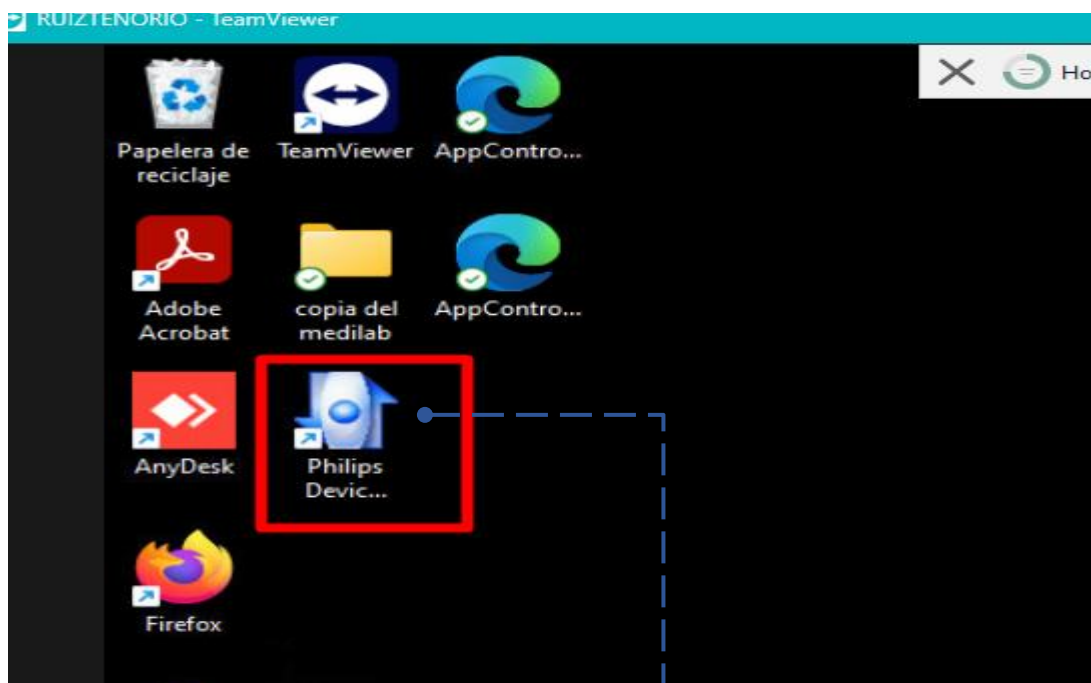 RUIZTENORIO - TeamViewer
Ho
Papelera de
reciclaje
TeamViewer
AppContro...
Adobe
Acrobat
copia del
medilab
AppContro...
AnyDesk
Philips
Devic...
Firefox